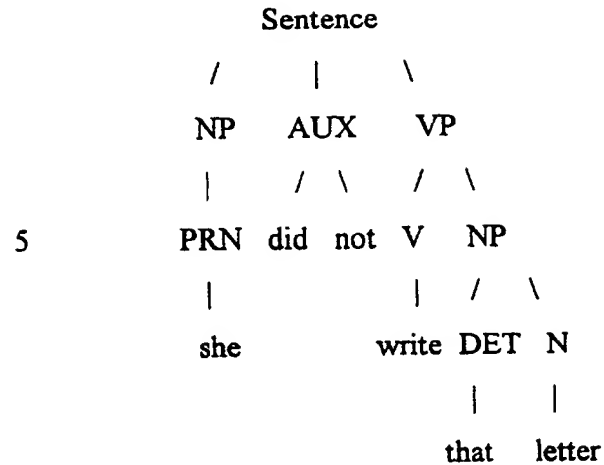 Sentence
/ | \
NP AUX VP
| / \ / \
5 PRN did not V NP
| | / \
she write DET N
| |
that letter